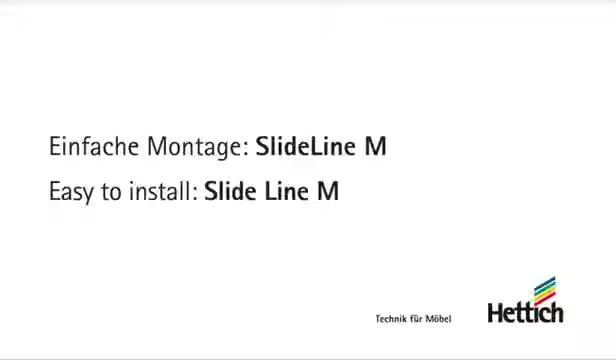 Einfache Montage: SlideLine M
Easy to install: Slide Line M
Technik für Möbel
Hettich